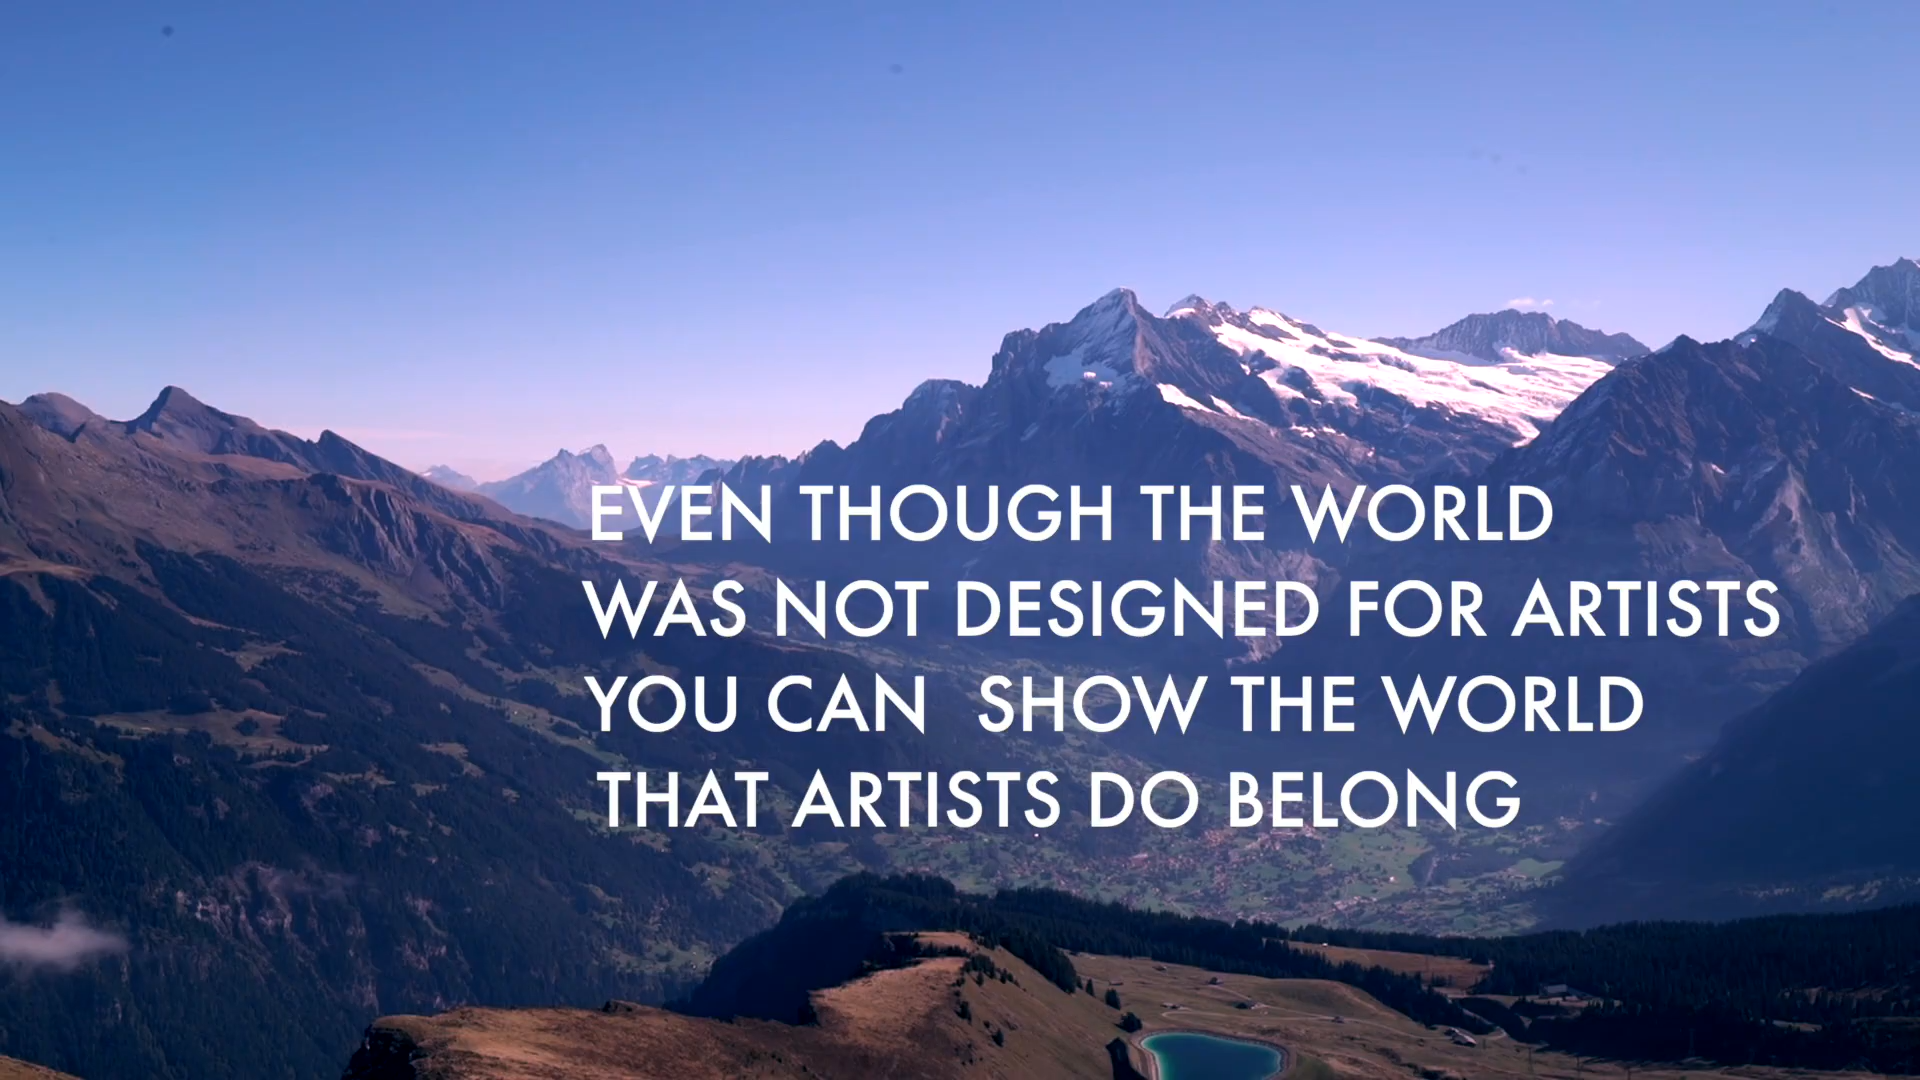 EVEN THOUGH THE WORLD
WAS NOT DESIGNED FOR ARTISTS
YOU CAN  SHOW THE WORLD
THAT ARTISTS DO BELONG